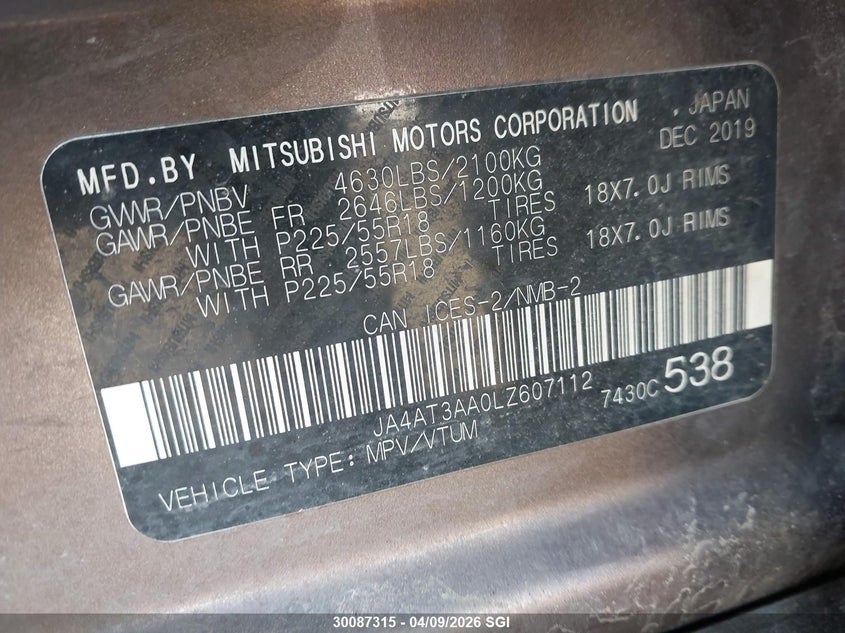 MFD.BY MITSUBISHI MOTORS CORPORATION , JAPAN
DEC 2019
GVWR/PNBV 4630LBS/2100KG
GAWR/PNBE FR 2646LBS/1200KG
WITH P225/55R18 TIRES 18X7.0J RIMS
GAWR/PNBE RR 2557LBS/1160KG
WITH P225/55R18 TIRES 18X7.0J RIMS
CAN ICES-2/NMB-2
JA4AT3AA0LZ607112 7430C 538
VEHICLE TYPE: MPV/VTUM
30087315 - 04/09/2026 SGI